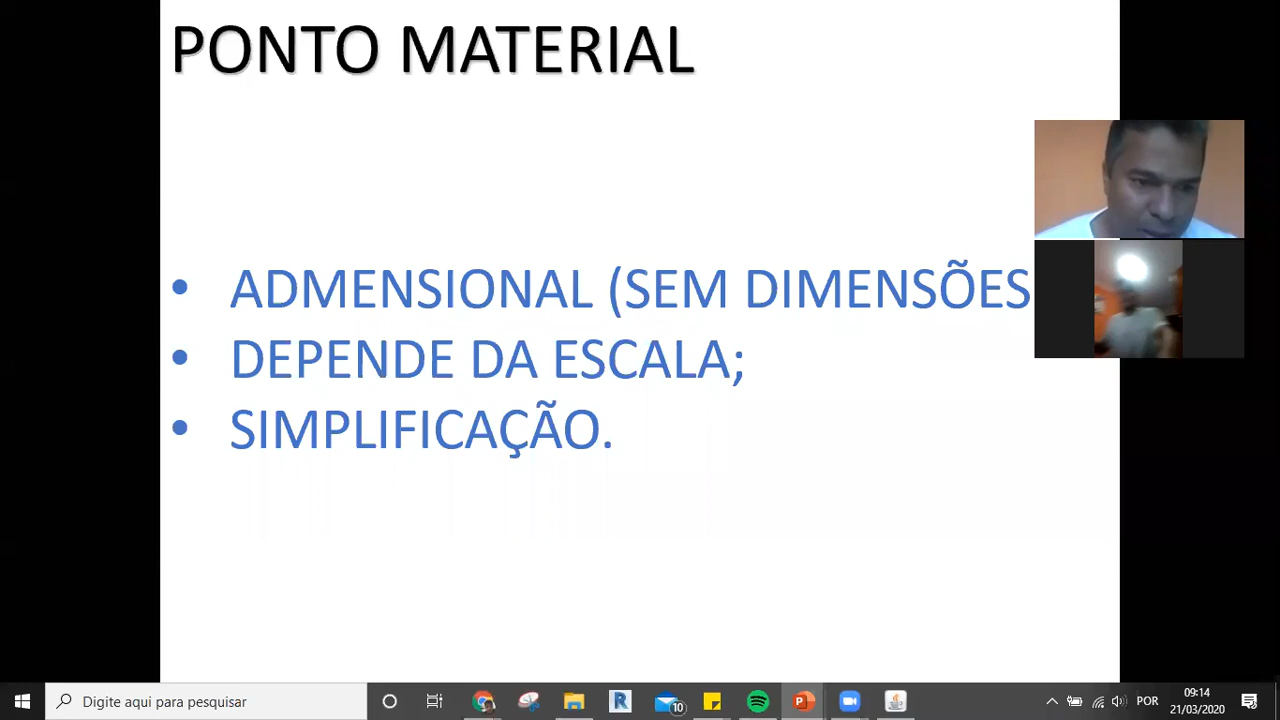 PONTO MATERIAL
• ADMENSIONAL (SEM DIMENSÕES
• DEPENDE DA ESCALA;
• SIMPLIFICAÇÃO.
Digite aqui para pesquisar
10
POR
09:14
21/03/2020